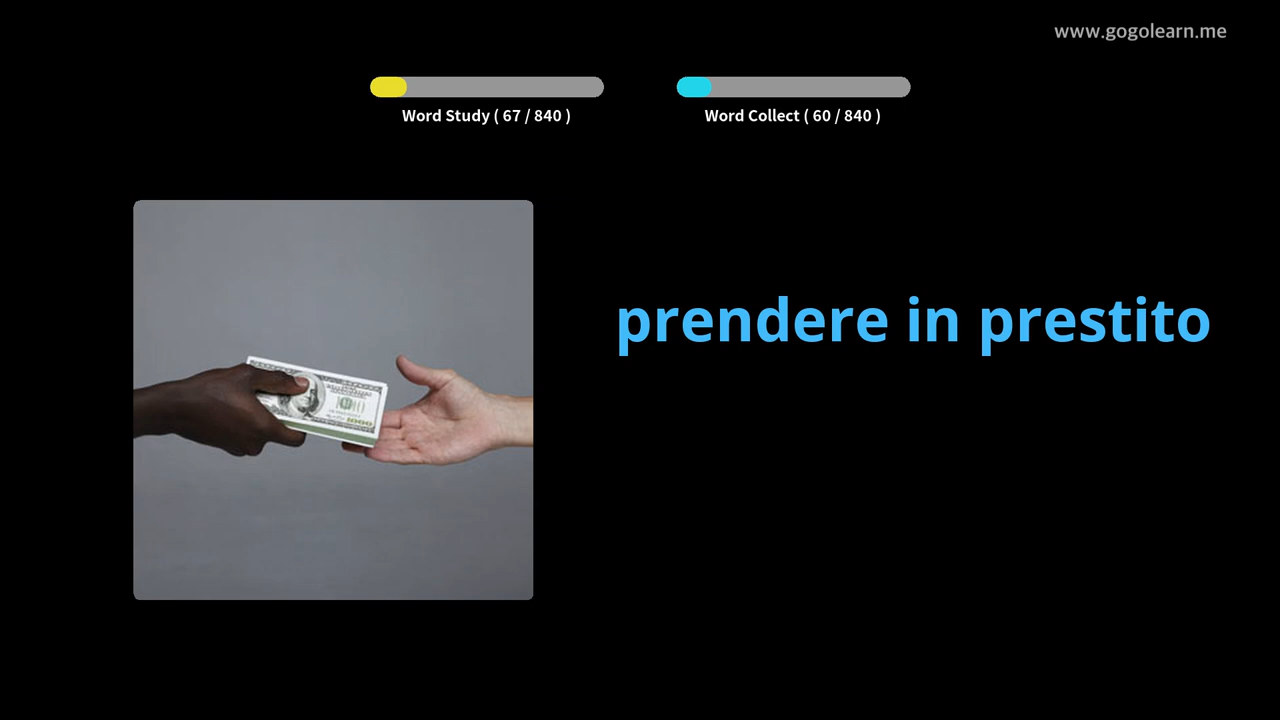 www.gogolearn.me
Word Study ( 67 / 840 )
Word Collect ( 60 / 840 )
prendere in prestito